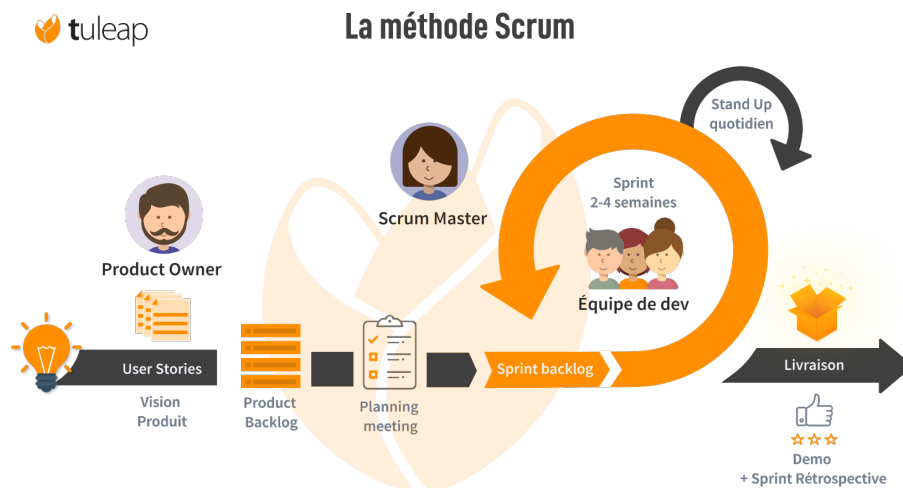 tuleap
La méthode Scrum
Stand Up
quotidien
Sprint
2-4 semaines
Scrum Master
Product Owner
Équipe de dev
User Stories
Sprint backlog
Livraison
Vision
Produit
Product
Backlog
Planning
meeting
Demo
+ Sprint Rétrospective